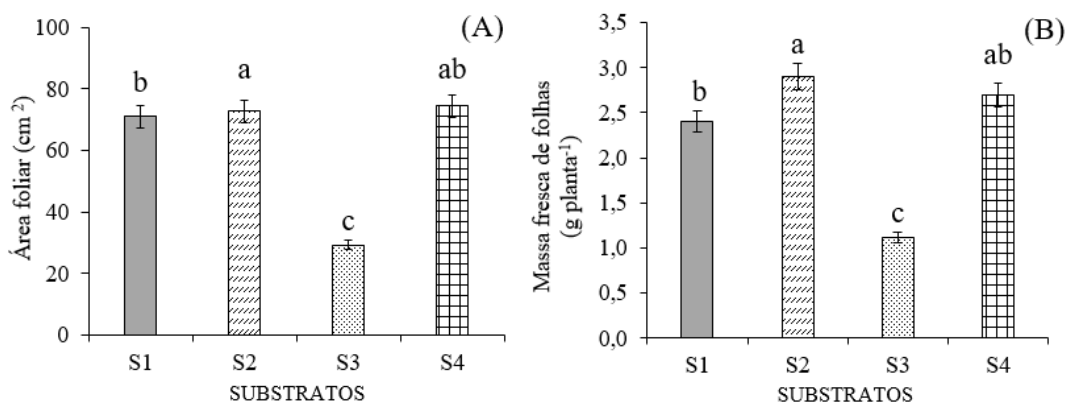 (A)
Área foliar (cm ²)
100
80
60
40
20
0
b
a
c
ab
S1 S2 S3 S4
SUBSTRATOS
(B)
Massa fresca de folhas
(g planta⁻¹)
3,5
3,0
2,5
2,0
1,5
1,0
0,5
0,0
b
a
c
ab
S1 S2 S3 S4
SUBSTRATOS